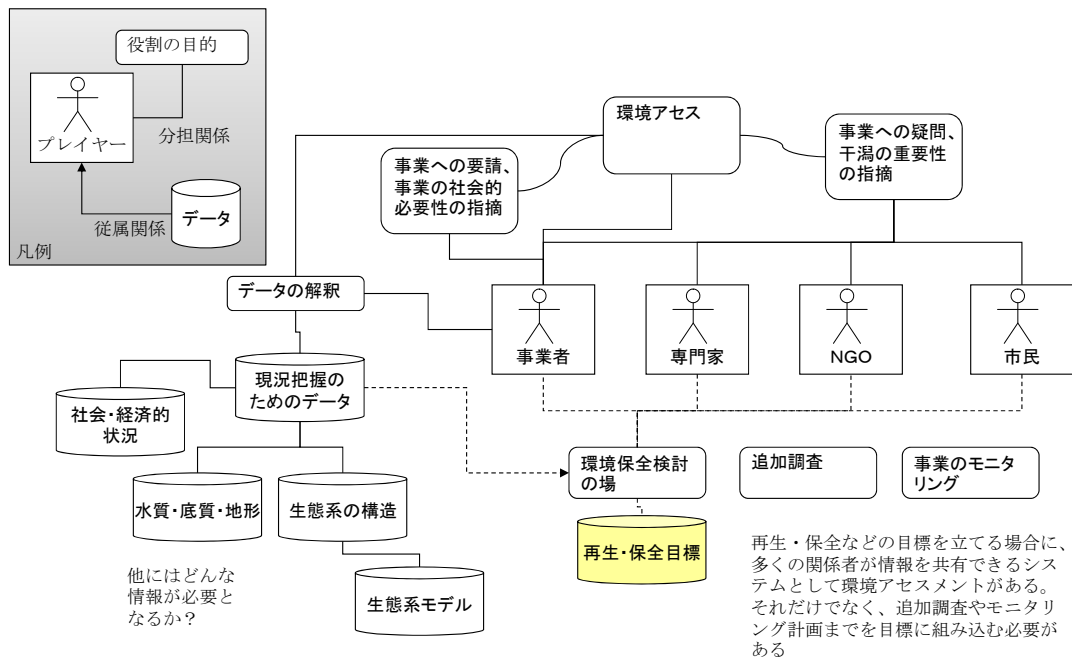 役割の目的
プレイヤー
分担関係
データ
従属関係
凡例
環境アセス
事業への要請、
事業の社会的
必要性の指摘
事業への疑問、
干潟の重要性
の指摘
データの解釈
事業者
専門家
NGO
市民
現況把握の
ためのデータ
社会・経済的
状況
水質・底質・地形
生態系の構造
生態系モデル
他にはどんな
情報が必要と
なるか？
環境保全検討
の場
追加調査
事業のモニタ
リング
再生・保全目標
再生・保全などの目標を立てる場合に、
多くの関係者が情報を共有できるシス
テムとして環境アセスメントがある。
それだけでなく、追加調査やモニタリ
ング計画までを目標に組み込む必要が
ある